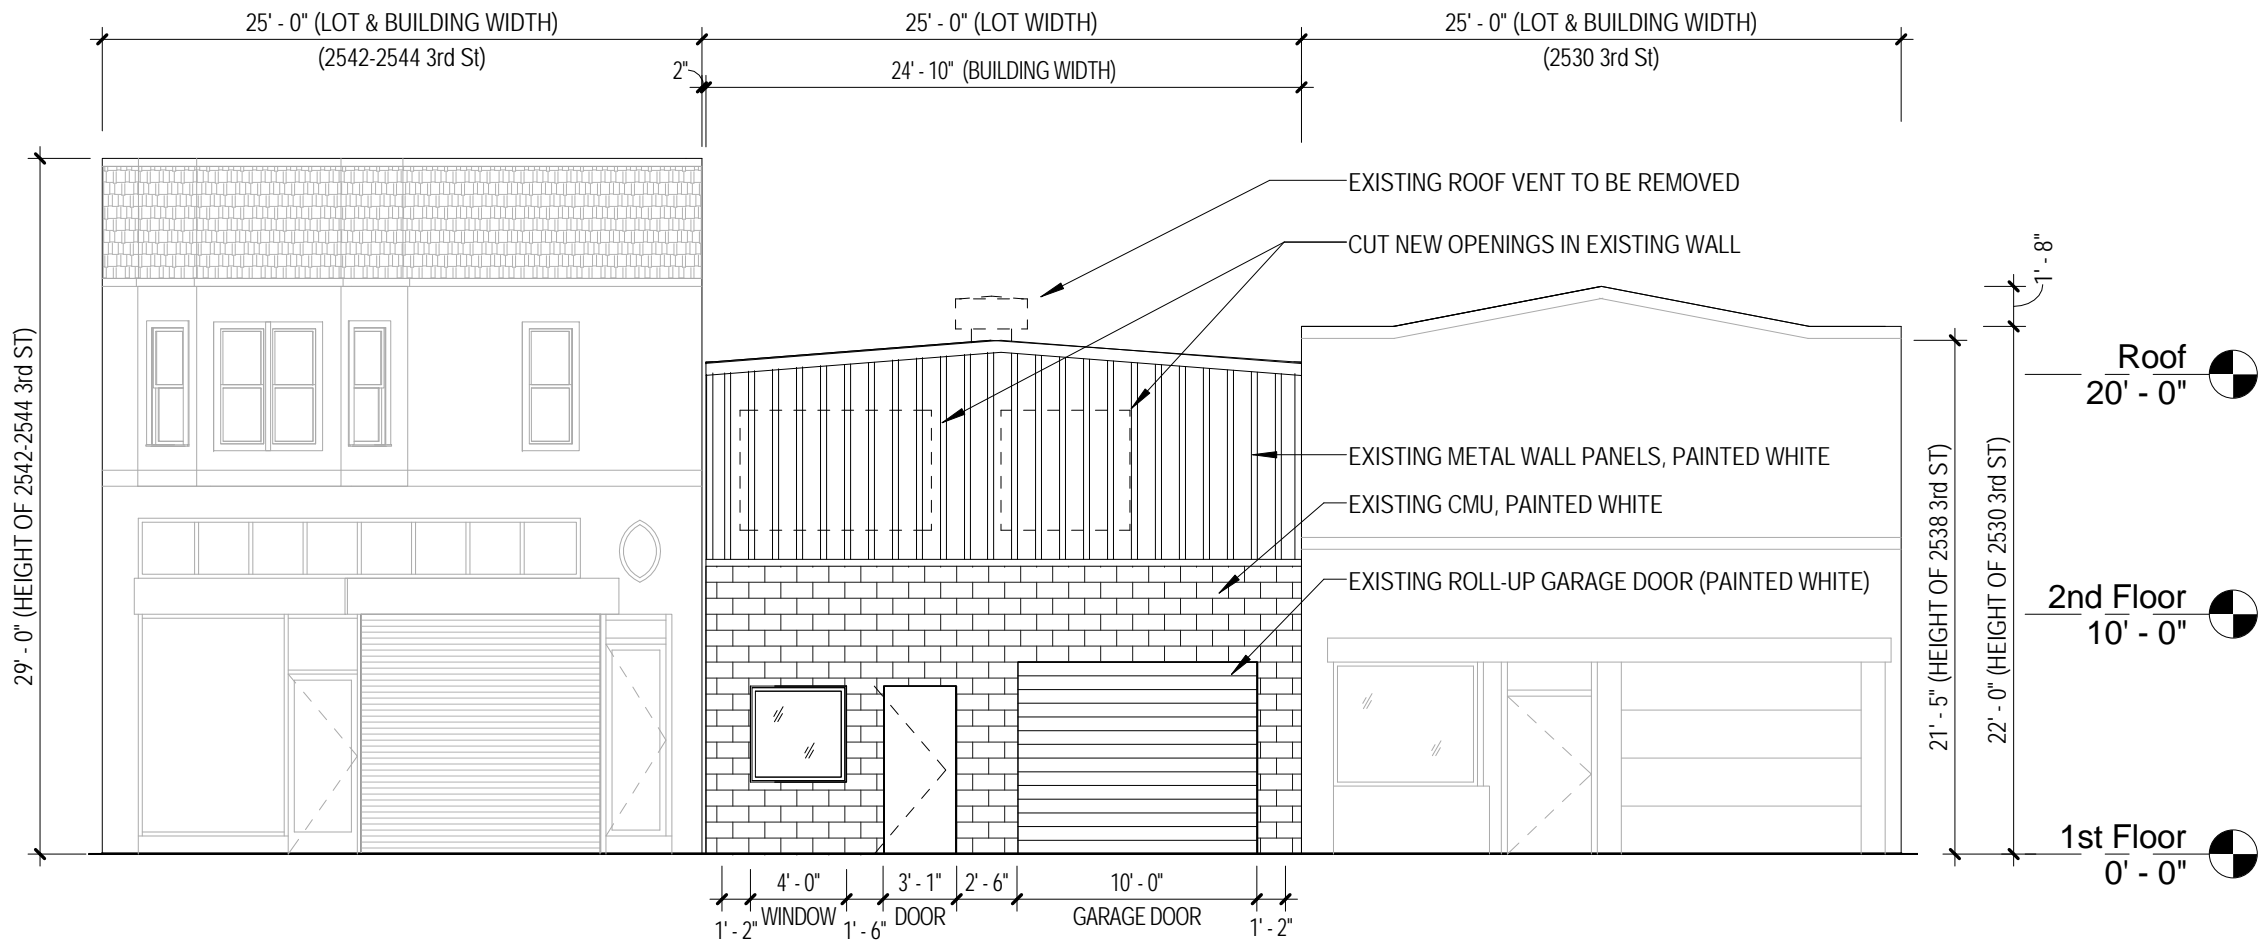 25' - 0" (LOT & BUILDING WIDTH)
(2542-2544 3rd St)
25' - 0" (LOT WIDTH)
25' - 0" (LOT & BUILDING WIDTH)
(2530 3rd St)
2"
24' - 10" (BUILDING WIDTH)
EXISTING ROOF VENT TO BE REMOVED
CUT NEW OPENINGS IN EXISTING WALL
1' - 8"
Roof
20' - 0"
EXISTING METAL WALL PANELS, PAINTED WHITE
EXISTING CMU, PAINTED WHITE
EXISTING ROLL-UP GARAGE DOOR (PAINTED WHITE)
29' - 0" (HEIGHT OF 2542-2544 3rd ST)
21' - 5" (HEIGHT OF 2538 3rd ST)
22' - 0" (HEIGHT OF 2530 3rd ST)
2nd Floor
10' - 0"
1st Floor
0' - 0"
4' - 0"
3' - 1"
2' - 6"
10' - 0"
WINDOW
DOOR
GARAGE DOOR
1' - 2"
1' - 6"
1' - 2"